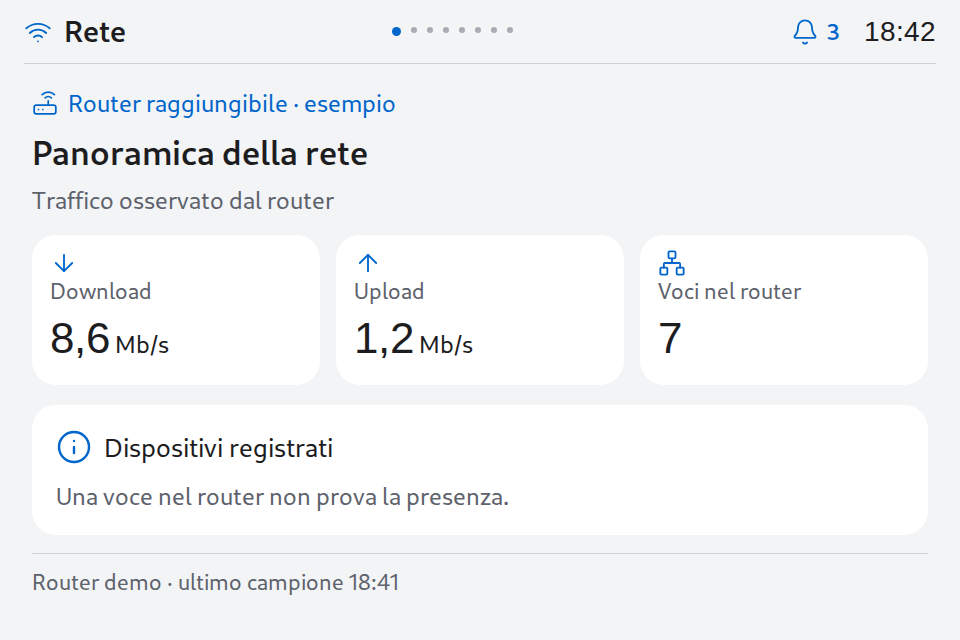 Rete
3
18:42
Router raggiungibile · esempio
Panoramica della rete
Traffico osservato dal router
Download
8,6 Mb/s
Upload
1,2 Mb/s
Voci nel router
7
Dispositivi registrati
Una voce nel router non prova la presenza.
Router demo · ultimo campione 18:41